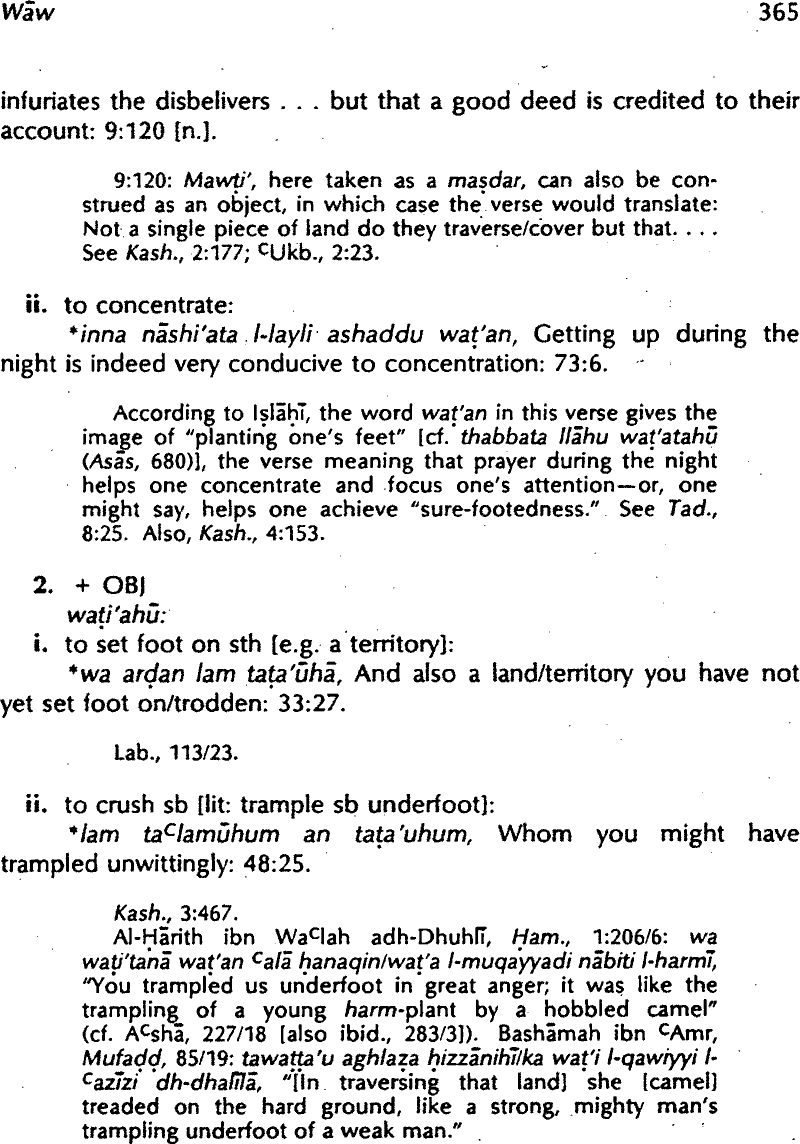 Wāw 365
infuriates the disbelivers . . . but that a good deed is credited to their
account: 9:120 [n.].
9:120: Mawṭi’, here taken as a maṣdar, can also be con-
strued as an object, in which case the verse would translate:
Not a single piece of land do they traverse/cover but that. . . .
See Kash., 2:177; ᶜUkb., 2:23.
ii. to concentrate:
*inna nāshi’ata l-layli ashaddu waṭ’an, Getting up during the
night is indeed very conducive to concentration: 73:6.
According to Iṣlāḥī, the word waṭ’an in this verse gives the
image of "planting one's feet" [cf. thabbata llāhu waṭ’atahū
(Asās, 680)], the verse meaning that prayer during the night
helps one concentrate and focus one's attention—or, one
might say, helps one achieve "sure-footedness." See Tad.,
8:25. Also, Kash., 4:153.
2. + OBJ
waṭi’ahū:
i. to set foot on sth [e.g. a territory]:
*wa arḍan lam taṭa’ūhā, And also a land/territory you have not
yet set foot on/trodden: 33:27.
Lab., 113/23.
ii. to crush sb [lit: trample sb underfoot]:
*lam taᶜlamūhum an taṭa’uhum, Whom you might have
trampled unwittingly: 48:25.
Kash., 3:467.
Al-Ḥārith ibn Waᶜlah adh-Dhuhlī, Ḥam., 1:206/6: wa
waṭi’tanā waṭ’an ᶜalā ḥanaqin/waṭ’a l-muqayyadi nābiti l-harmī,
"You trampled us underfoot in great anger; it was like the
trampling of a young harm-plant by a hobbled camel"
(cf. Aᶜshā, 227/18 [also ibid., 283/3]). Bashāmah ibn ᶜAmr,
Mufaḍḍ, 85/19: tawaṭṭa’u aghlaẓa ḥizzānihī/ka waṭ’i l-qawiyyi l-
ᶜazīzi dh-dhalīlā, "[In traversing that land] she [camel]
treaded on the hard ground, like a strong, mighty man's
trampling underfoot of a weak man."